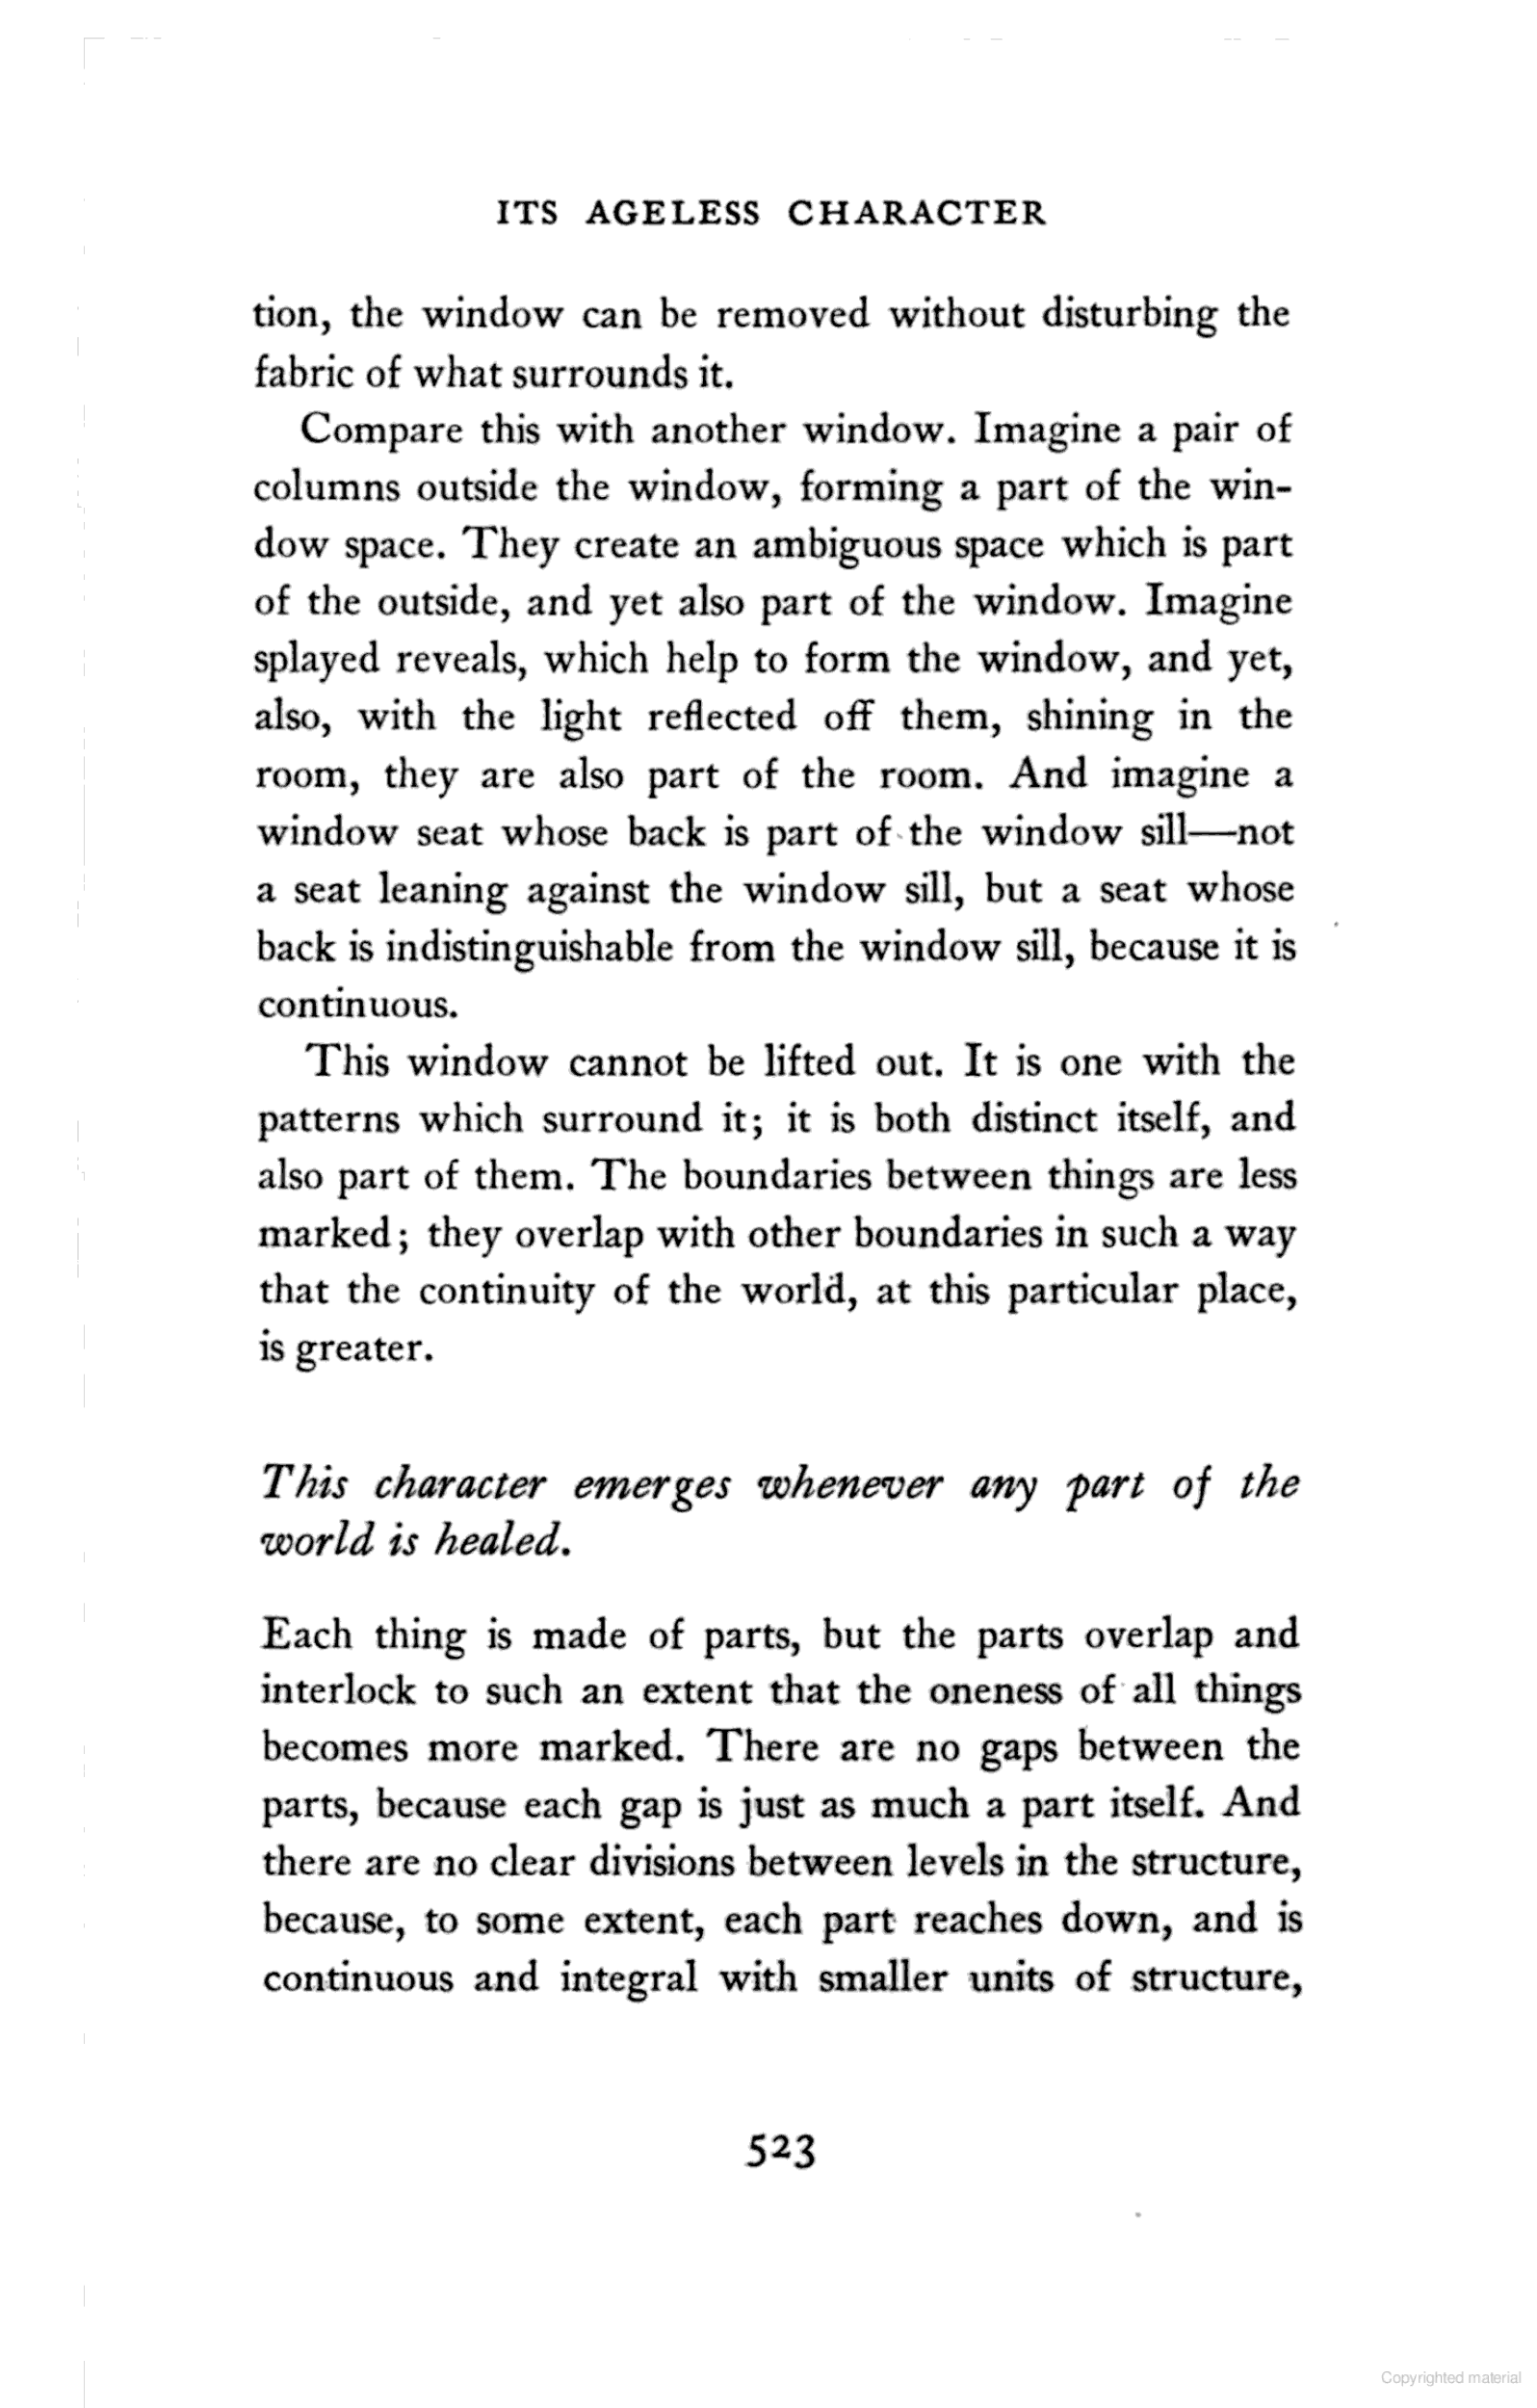 ITS AGELESS CHARACTER
tion, the window can be removed without disturbing the
fabric of what surrounds it.
Compare this with another window. Imagine a pair of
columns outside the window, forming a part of the win-
dow space. They create an ambiguous space which is part
of the outside, and yet also part of the window. Imagine
splayed reveals, which help to form the window, and yet,
also, with the light reflected off them, shining in the
room, they are also part of the room. And imagine a
window seat whose back is part of the window sill—not
a seat leaning against the window sill, but a seat whose
back is indistinguishable from the window sill, because it is
continuous.
This window cannot be lifted out. It is one with the
patterns which surround it; it is both distinct itself, and
also part of them. The boundaries between things are less
marked; they overlap with other boundaries in such a way
that the continuity of the world, at this particular place,
is greater.
This character emerges whenever any part of the
world is healed.
Each thing is made of parts, but the parts overlap and
interlock to such an extent that the oneness of all things
becomes more marked. There are no gaps between the
parts, because each gap is just as much a part itself. And
there are no clear divisions between levels in the structure,
because, to some extent, each part reaches down, and is
continuous and integral with smaller units of structure,
523
Copyrighted material